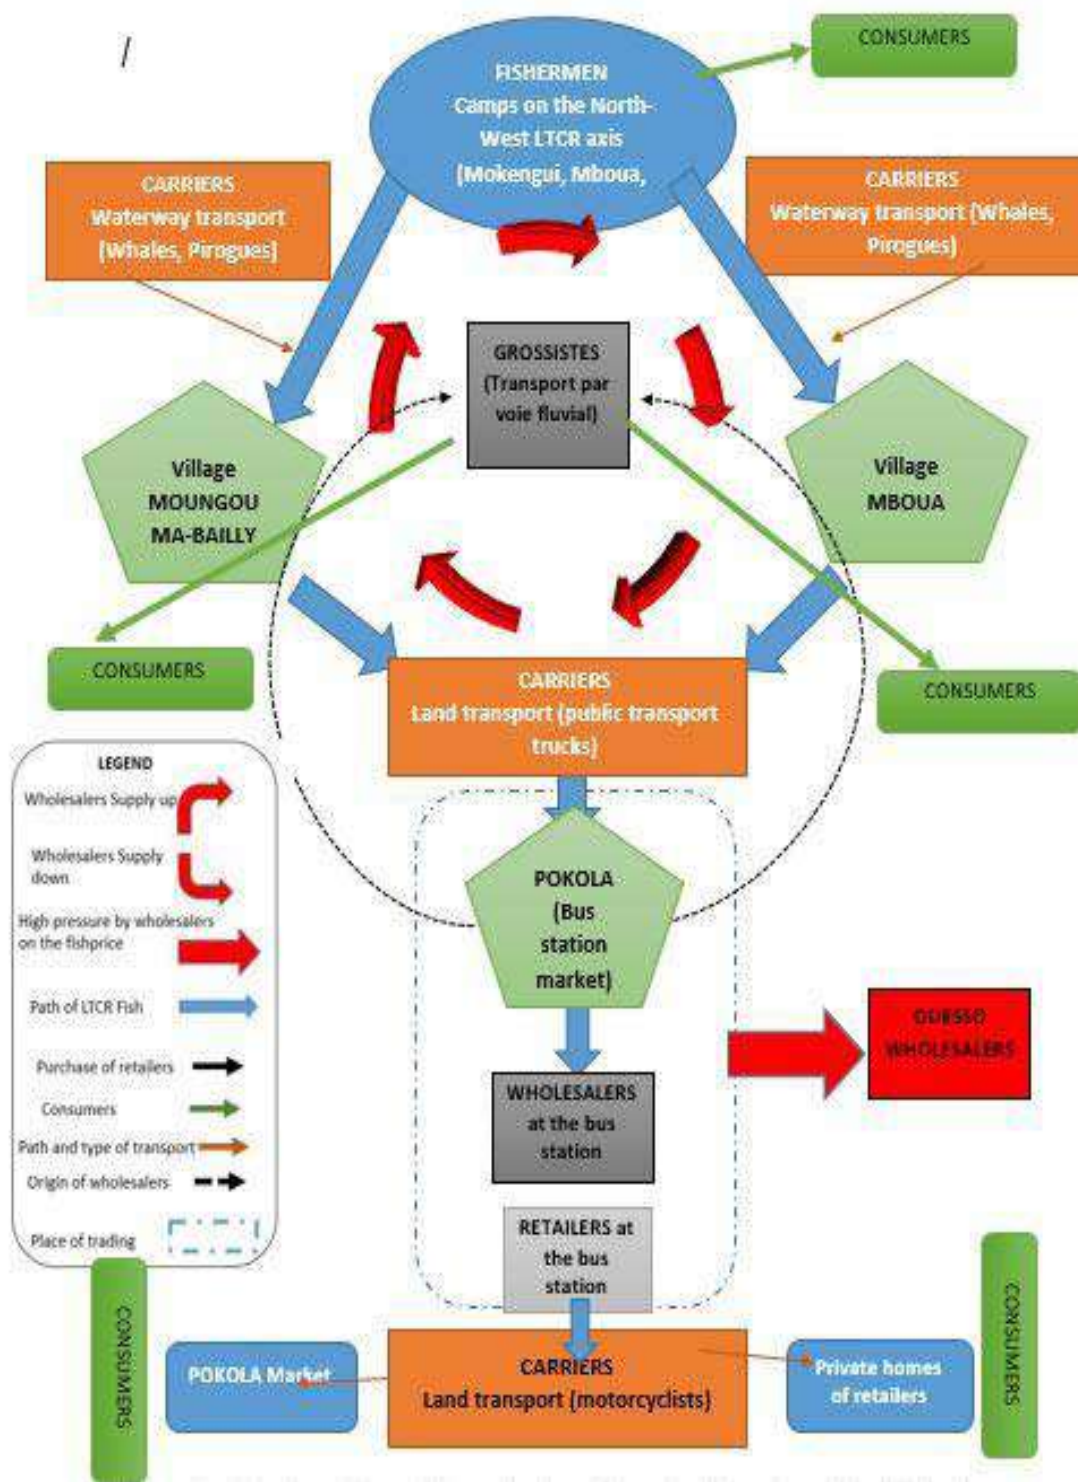 /
CONSUMERS
FISHERMEN
Camps on the North-
West LTCR axis
(Mokengui, Mboua,
CARRIERS
Waterway transport
(Whales, Pirogues)
CARRIERS
Waterway transport (Whales,
Pirogues)
GROSSISTES
(Transport par
voie fluvial)
Village
MOUNGOU
MA-BAILLY
Village
MBOUA
CONSUMERS
CONSUMERS
CARRIERS
Land transport (public transport
trucks)
LEGEND
Wholesalers Supply up
Wholesalers Supply
down
High pressure by wholesalers
on the fishprice
Path of LTCR Fish
Purchase of retailers
Consumers
Path and type of transport
Origin of wholesalers
Place of trading
POKOLA
(Bus
station
market)
OUESSO
WHOLESALERS
WHOLESALERS
at the bus
station
RETAILERS at
the bus
station
CONSUMERS
POKOLA Market
CARRIERS
Land transport (motorcyclists)
Private homes
of retailers
CONSUMERS